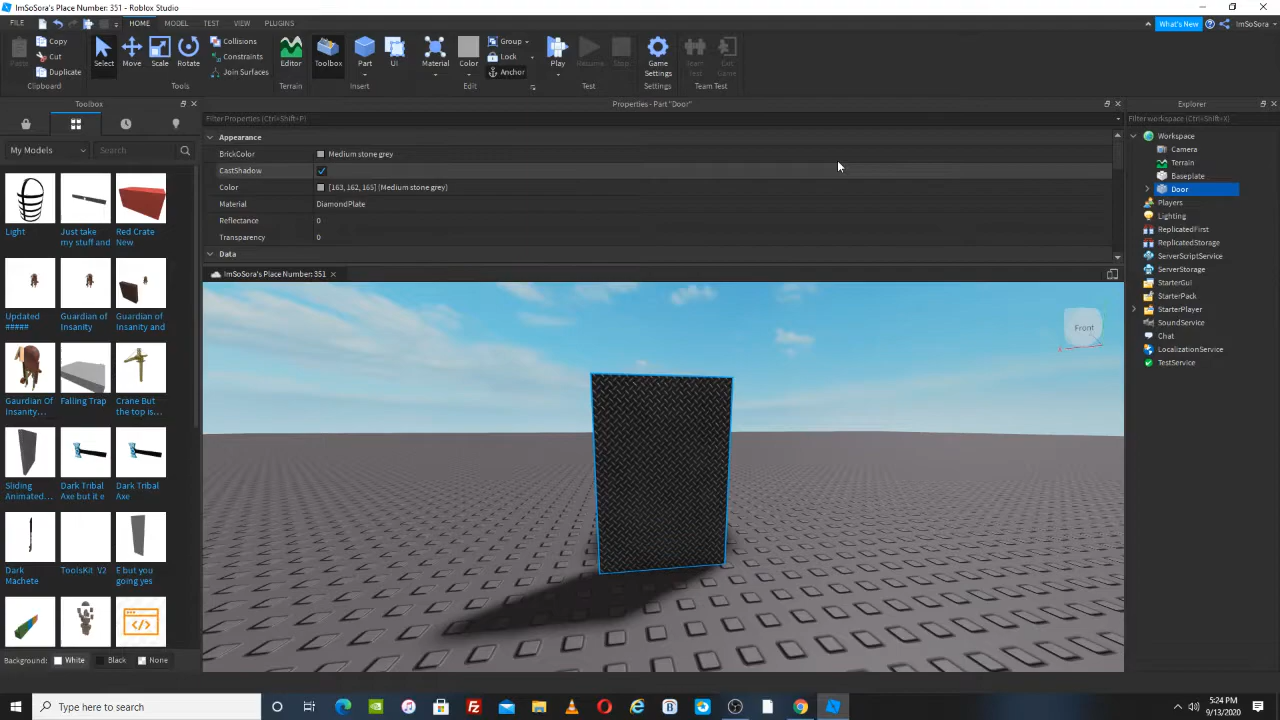 ImSoSora's Place Number: 351 - Roblox Studio
FILE HOME MODEL TEST VIEW PLUGINS What's New ImSoSora
Paste Copy Cut Duplicate Select Move Scale Rotate Collisions Constraints Join Surfaces Editor Toolbox Part UI Material Color Group Lock Anchor Play Resume Stop Game Settings Team Test Exit Game
Clipboard Tools Terrain Insert Edit Test Settings Team Test
Toolbox
My Models Search
Light
Just take my stuff and
Red Crate New
Updated #####
Guardian of Insanity
Guardian of Insanity and
Gaurdian Of Insanity...
Falling Trap
Crane But the top is...
Sliding Animated...
Dark Tribal Axe but it e
Dark Tribal Axe
Dark Machete
ToolsKit V2
E but you going yes
Background: White Black None
Properties - Part "Door"
Filter Properties (Ctrl+Shift+P)
Appearance
BrickColor Medium stone grey
CastShadow
Color [163, 162, 165] (Medium stone grey)
Material DiamondPlate
Reflectance 0
Transparency 0
Data
ImSoSora's Place Number: 351
Front
X
Explorer
Filter workspace (Ctrl+Shift+X)
Workspace
Camera
Terrain
Baseplate
Door
Players
Lighting
ReplicatedFirst
ReplicatedStorage
ServerScriptService
ServerStorage
StarterGui
StarterPack
StarterPlayer
SoundService
Chat
LocalizationService
TestService
Type here to search
5:24 PM
9/13/2020